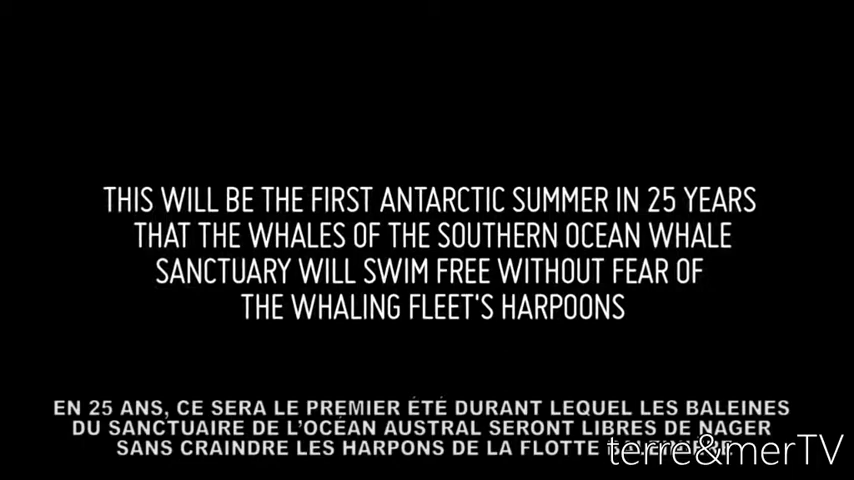 THIS WILL BE THE FIRST ANTARCTIC SUMMER IN 25 YEARS
THAT THE WHALES OF THE SOUTHERN OCEAN WHALE
SANCTUARY WILL SWIM FREE WITHOUT FEAR OF
THE WHALING FLEET'S HARPOONS
EN 25 ANS, CE SERA LE PREMIER ÉTÉ DURANT LEQUEL LES BALEINES
DU SANCTUAIRE DE L'OCÉAN AUSTRAL SERONT LIBRES DE NAGER
SANS CRAINDRE LES HARPONS DE LA FLOTTE
terre&merTV